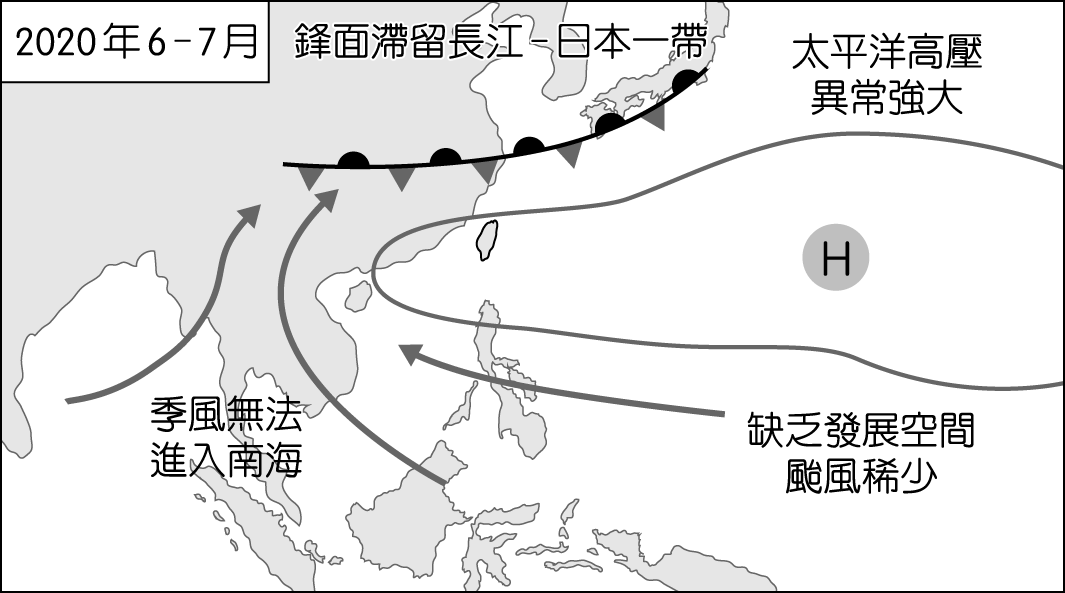 2020年6-7月
鋒面滯留長江-日本一帶
太平洋高壓
異常強大
H
季風無法
進入南海
缺乏發展空間
颱風稀少